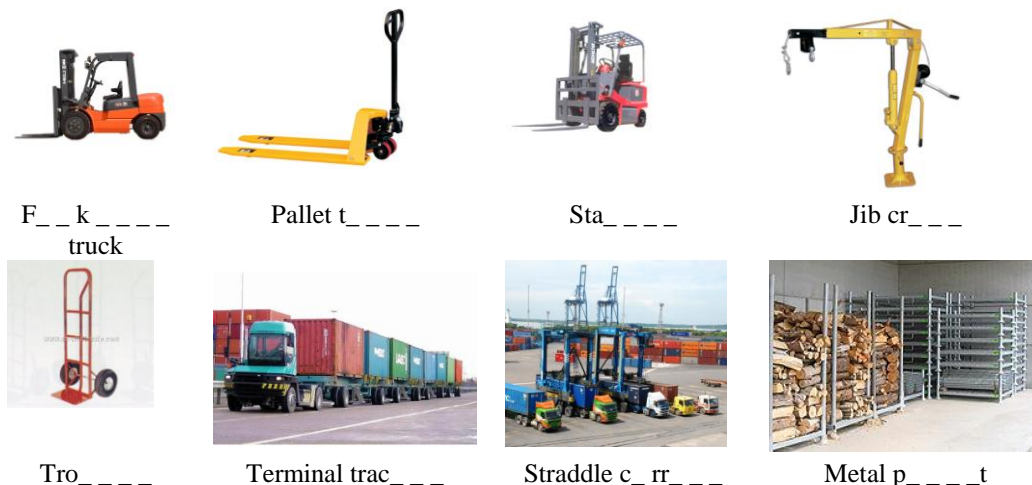 F_ _ k _ _ _ _
truck
Pallet t_ _ _ _
Sta_ _ _ _
Jib cr_ _ _
Tro_ _ _ _
Terminal trac_ _ _
Straddle c_ rr_ _ _
Metal p_ _ _ _t